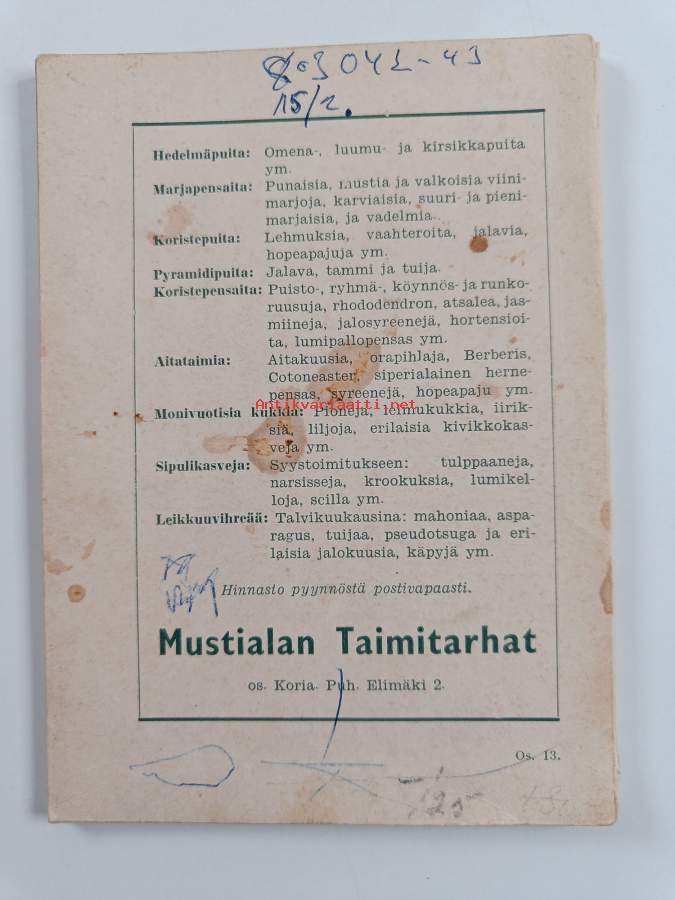 8-3 042-43
15/2.
Hedelmäpuita: Omena-, luumu- ja kirsikkapuita
ym.
Marjapensaita: Punaisia, mustia ja valkoisia viini-
marjoja, karviaisia, suuri- ja pieni-
marjaisia, ja vadelmia.
Koristepuita: Lehmuksia, vaahteroita, jalavia,
hopeapajuja ym.
Pyramidipuita: Jalava, tammi ja tuija.
Koristepensaita: Puisto-, ryhmä-, köynnös- ja runko-
ruusuja, rhododendron, atsalea, jas-
miineja, jalosyreenejä, hortensioi-
ta, lumipallopensas ym.
Aitataimia: Aitakuusia, orapihlaja, Berberis,
Cotoneaster, siperialainen herne-
pensas, syreenejä, hopeapaju ym.
Antikvariaatti.net
Monivuotisia kukkia: Pioneja, leimukukkia, iirik-
siä, liljoja, erilaisia kivikkokas-
veja ym.
Sipulikasveja: Syystoimitukseen: tulppaaneja,
narsisseja, krookuksia, lumikel-
loja, scilla ym.
Leikkuuvihreää: Talvikuukausina: mahoniaa, aspa-
ragus, tuijaa, pseudotsuga ja eri-
laisia jalokuusia, käpyjä ym.
Hinnasto pyynnöstä postivapaasti.
Mustialan Taimitarhat
os. Koria. Puh. Elimäki 2.
Os. 13.